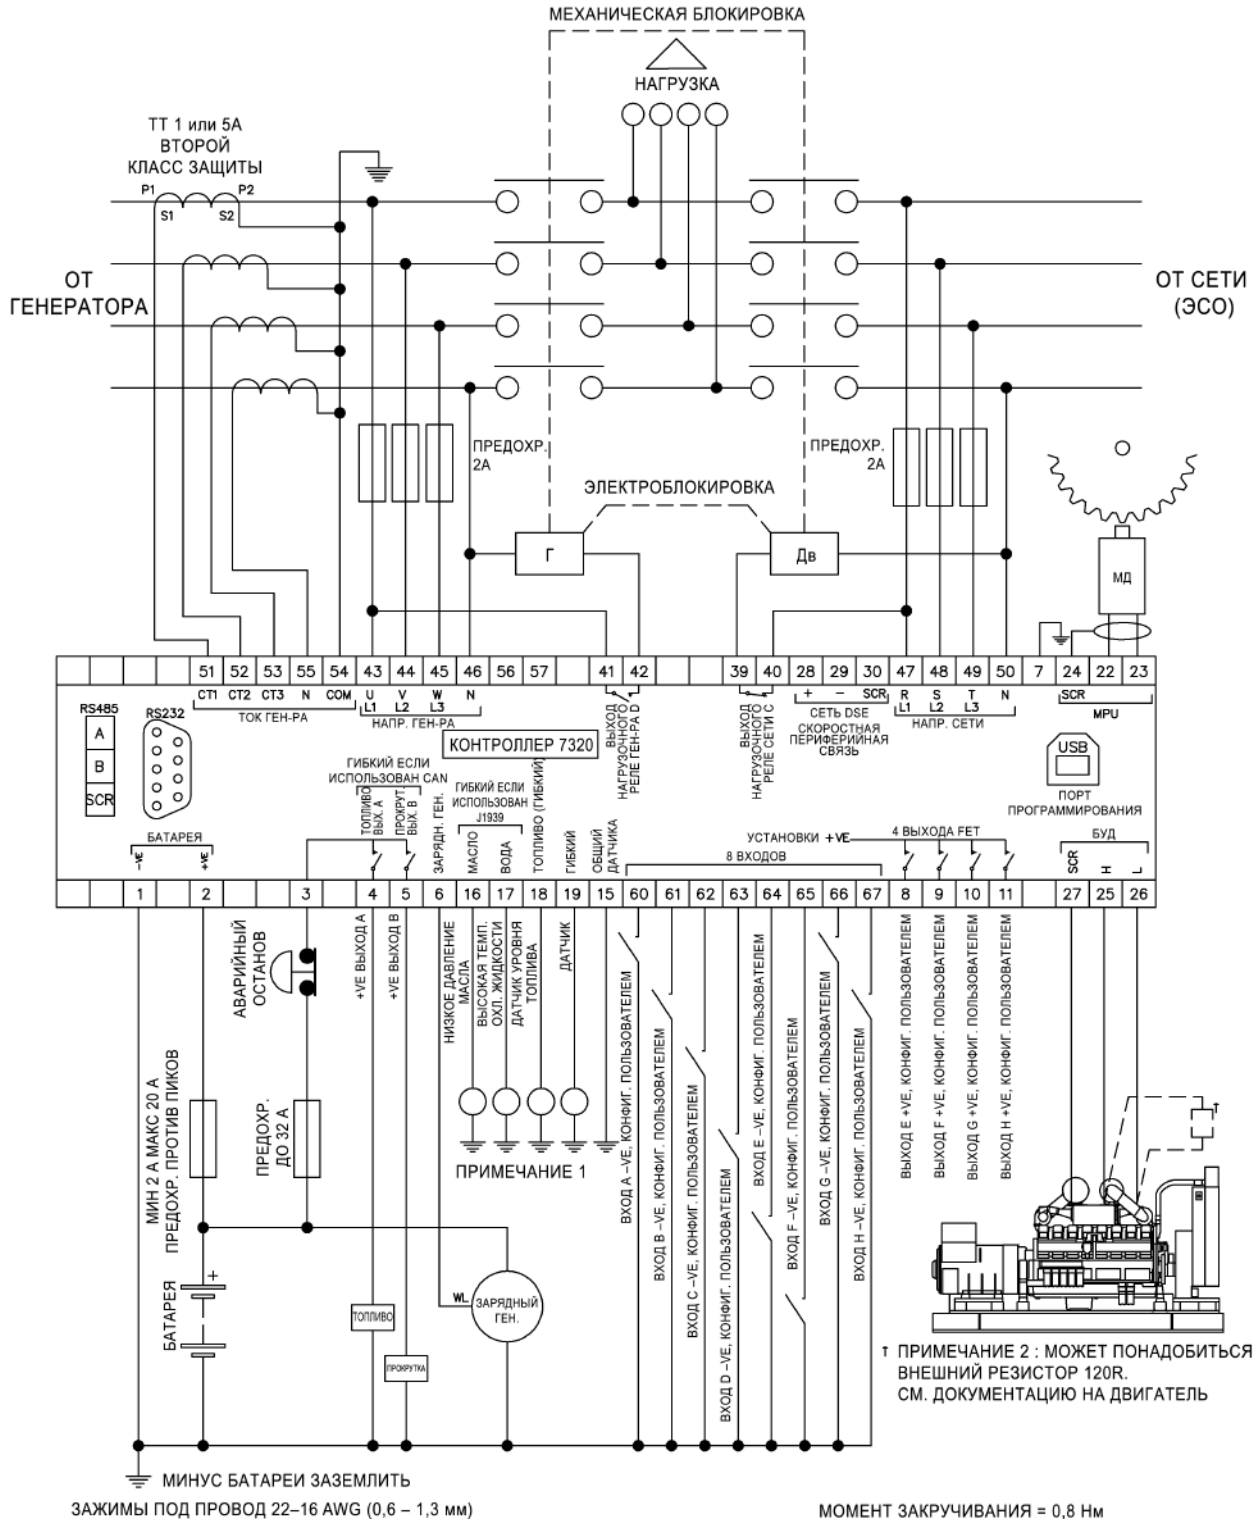 МЕХАНИЧЕСКАЯ БЛОКИРОВКА
НАГРУЗКА
ТТ 1 или 5А
ВТОРОЙ
КЛАСС ЗАЩИТЫ
P1
P2
S1
S2
ОТ
ГЕНЕРАТОРА
ОТ СЕТИ
(ЭСО)
ПРЕДОХР.
2А
ПРЕДОХР.
2А
ЭЛЕКТРОБЛОКИРОВКА
Г
Дв
МД
51 52 53 55 54 43 44 45 46 56 57 41 42 39 40 28 29 30 47 48 49 50 7 24 22 23
CT1 CT2 CT3 N COM U V W N + − SCR R S T N SCR
L1 L2 L3 L1 L2 L3
ТОК ГЕН-РА
НАПР. ГЕН-РА
ВЫХОД
НАГРУЗОЧНОГО
РЕЛЕ ГЕН-РА D
ВЫХОД
НАГРУЗОЧНОГО
РЕЛЕ СЕТИ C
СЕТЬ DSE
СКОРОСТНАЯ
ПЕРИФЕРИЙНАЯ
СВЯЗЬ
НАПР. СЕТИ
MPU
RS485
A
B
SCR
RS232
КОНТРОЛЛЕР 7320
USB
ПОРТ
ПРОГРАММИРОВАНИЯ
ГИБКИЙ ЕСЛИ
ИСПОЛЬЗОВАН CAN
ТОПЛИВО
ВЫХ. A
ПРОКРУТ.
ВЫХ. B
ЗАРЯДН. ГЕН.
ГИБКИЙ ЕСЛИ
ИСПОЛЬЗОВАН
J1939
МАСЛО
ВОДА
ТОПЛИВО (ГИБКИЙ)
ГИБКИЙ
ОБЩИЙ
ДАТЧИКА
УСТАНОВКИ +VE
4 ВЫХОДА FET
8 ВХОДОВ
БУД
SCR
H
L
БАТАРЕЯ
-VE
+VE
1 2 3 4 5 6 16 17 18 19 15 60 61 62 63 64 65 66 67 8 9 10 11 27 25 26
АВАРИЙНЫЙ
ОСТАНОВ
+VE ВЫХОД A
+VE ВЫХОД B
НИЗКОЕ ДАВЛЕНИЕ
МАСЛА
ВЫСОКАЯ ТЕМП.
ОХЛ. ЖИДКОСТИ
ДАТЧИК УРОВНЯ
ТОПЛИВА
ДАТЧИК
ВХОД A –VE, КОНФИГ. ПОЛЬЗОВАТЕЛЕМ
ВХОД B –VE, КОНФИГ. ПОЛЬЗОВАТЕЛЕМ
ВХОД C –VE, КОНФИГ. ПОЛЬЗОВАТЕЛЕМ
ВХОД D –VE, КОНФИГ. ПОЛЬЗОВАТЕЛЕМ
ВХОД E –VE, КОНФИГ. ПОЛЬЗОВАТЕЛЕМ
ВХОД F –VE, КОНФИГ. ПОЛЬЗОВАТЕЛЕМ
ВХОД G –VE, КОНФИГ. ПОЛЬЗОВАТЕЛЕМ
ВХОД H –VE, КОНФИГ. ПОЛЬЗОВАТЕЛЕМ
ВЫХОД E +VE, КОНФИГ. ПОЛЬЗОВАТЕЛЕМ
ВЫХОД F +VE, КОНФИГ. ПОЛЬЗОВАТЕЛЕМ
ВЫХОД G +VE, КОНФИГ. ПОЛЬЗОВАТЕЛЕМ
ВЫХОД H +VE, КОНФИГ. ПОЛЬЗОВАТЕЛЕМ
МИН 2 А МАКС 20 А
ПРЕДОХР. ПРОТИВ ПИКОВ
ПРЕДОХР.
ДО 32 А
ПРИМЕЧАНИЕ 1
БАТАРЕЯ
+
ТОПЛИВО
ПРОКРУТКА
WL
ЗАРЯДНЫЙ
ГЕН.
†
† ПРИМЕЧАНИЕ 2 : МОЖЕТ ПОНАДОБИТЬСЯ
ВНЕШНИЙ РЕЗИСТОР 120R.
СМ. ДОКУМЕНТАЦИЮ НА ДВИГАТЕЛЬ
МИНУС БАТАРЕИ ЗАЗЕМЛИТЬ
ЗАЖИМЫ ПОД ПРОВОД 22–16 AWG (0,6 – 1,3 мм)
МОМЕНТ ЗАКРУЧИВАНИЯ = 0,8 Нм